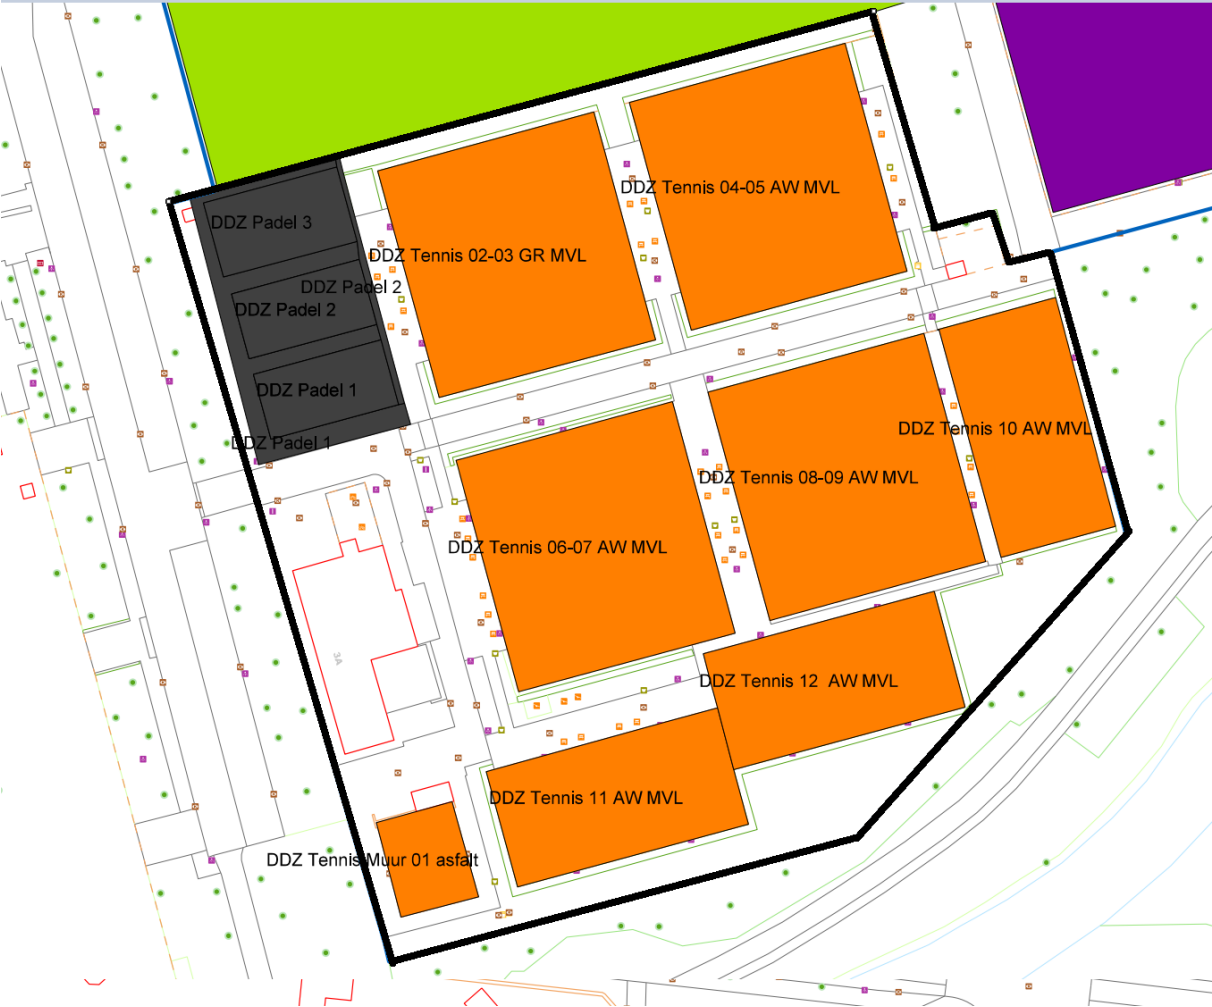 DDZ Tennis 04-05 AW MVL
DDZ Padel 3
DDZ Tennis 02-03 GR MVL
DDZ Padel 2
DDZ Padel 2
DDZ Padel 1
DDZ Tennis 10 AW MVL
DDZ Padel 1
DDZ Tennis 08-09 AW MVL
DDZ Tennis 06-07 AW MVL
3A
DDZ Tennis 12  AW MVL
DDZ Tennis 11 AW MVL
DDZ Tennis Muur 01 asfalt